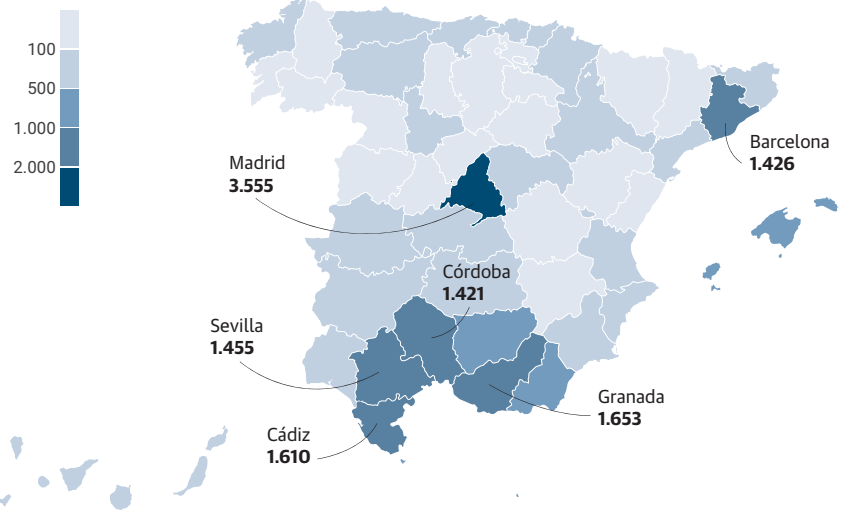 100
500
1.000
2.000
Madrid
3.555
Barcelona
1.426
Córdoba
1.421
Sevilla
1.455
Granada
1.653
Cádiz
1.610